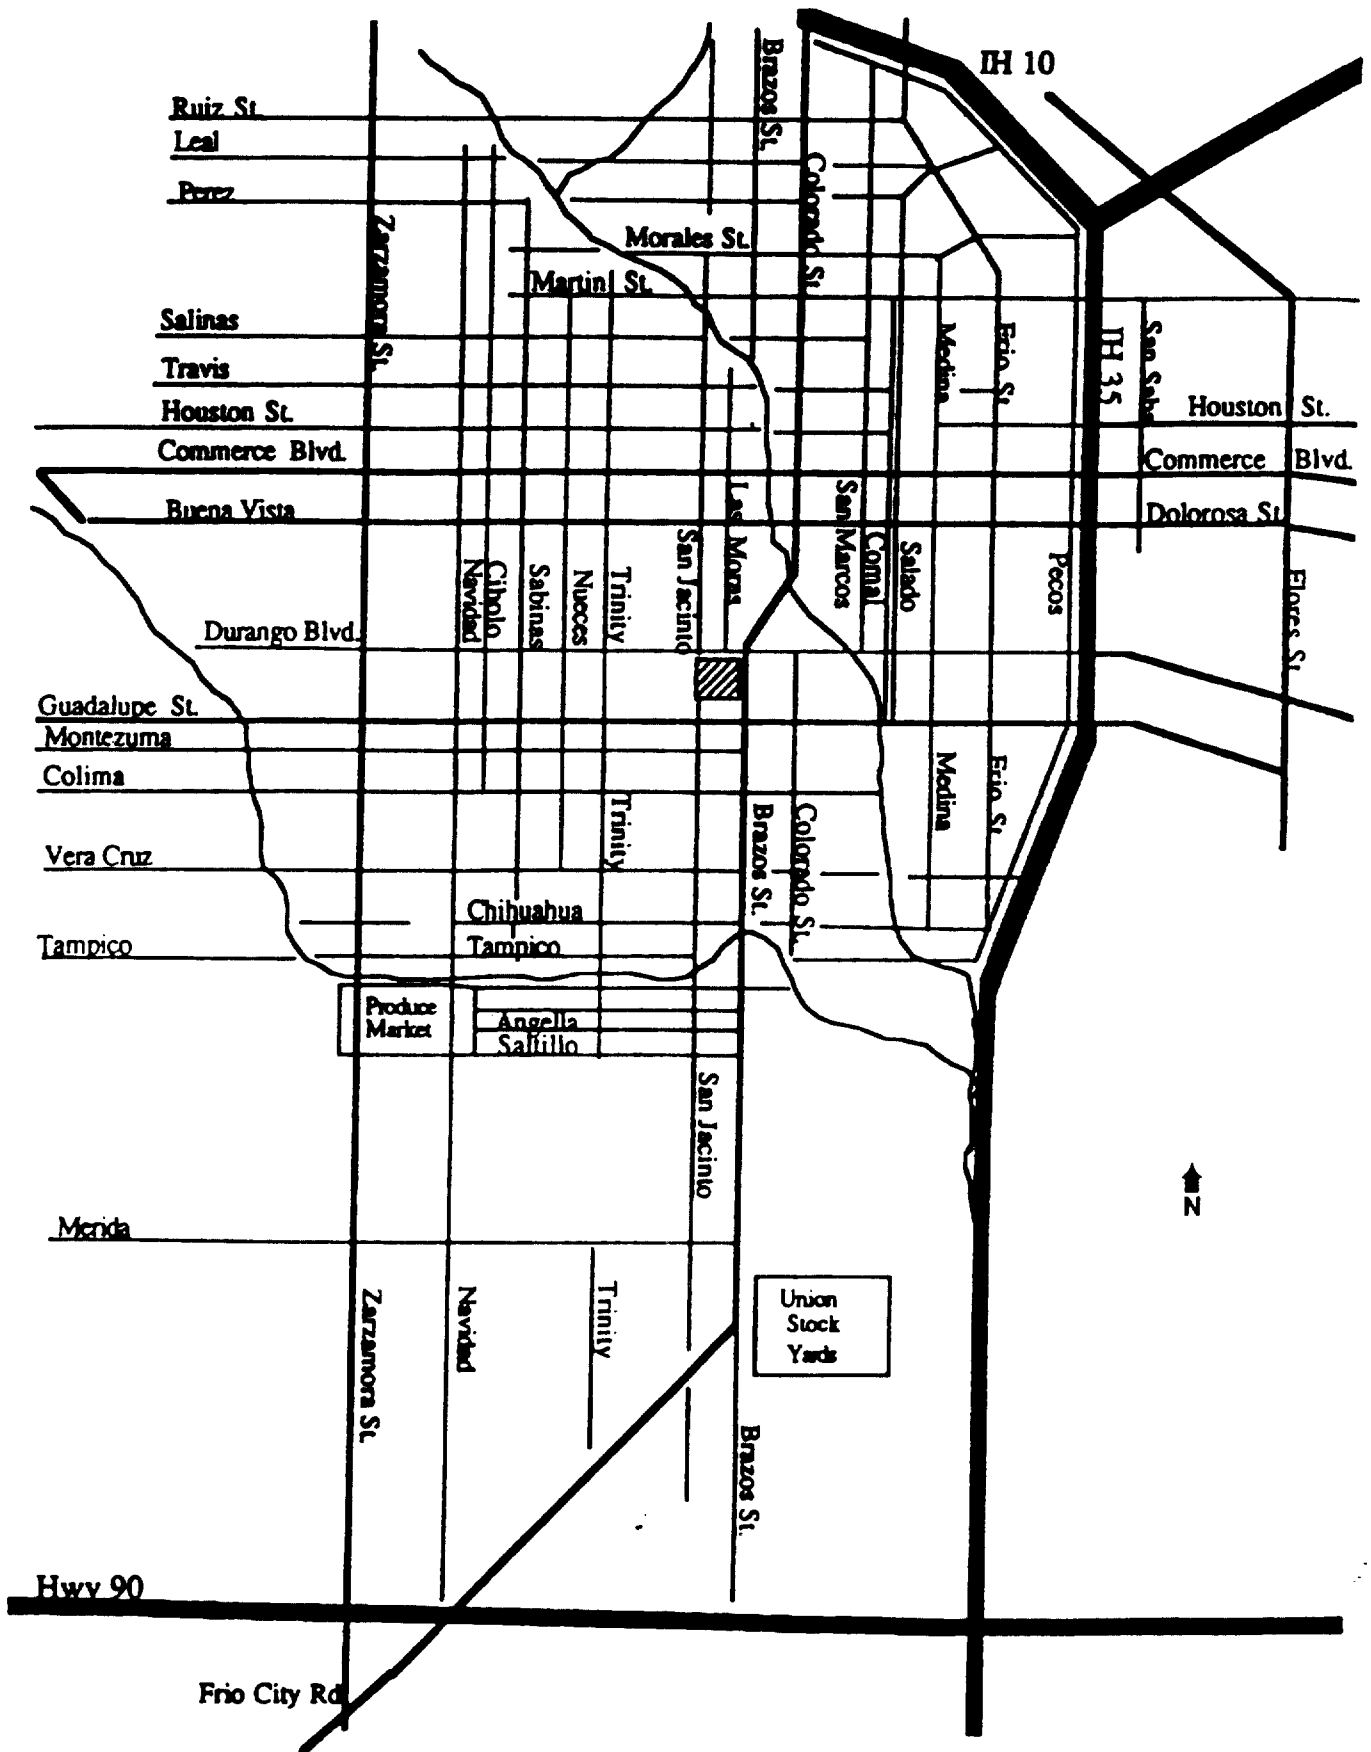 IH 10
Brazos St.
Ruiz St.
Leal
Perez
Colorado St.
Zarzamora St.
Morales St.
Martin St.
Salinas
Medina
Frio St.
IH 35
San Saba
Travis
Houston St.
Houston St.
Commerce Blvd.
Commerce Blvd.
Buena Vista
Dolorosa St.
Las Moras
San Marcos
San Jacinto
Comal
Salado
Pecos
Navidad
Cibolo
Sabinas
Nueces
Trinity
Flores St.
Durango Blvd.
Guadalupe St.
Montezuma
Colima
Medina
Frio St.
Trinity
Brazos St.
Colorado St.
Vera Cruz
Chihuahua
Tampico
Tampico
Produce
Market
Angella
Saltillo
San Jacinto
N
Merida
Zarzamora St.
Navidad
Trinity
Union
Stock
Yards
Brazos St.
Hwy 90
Frio City Rd.